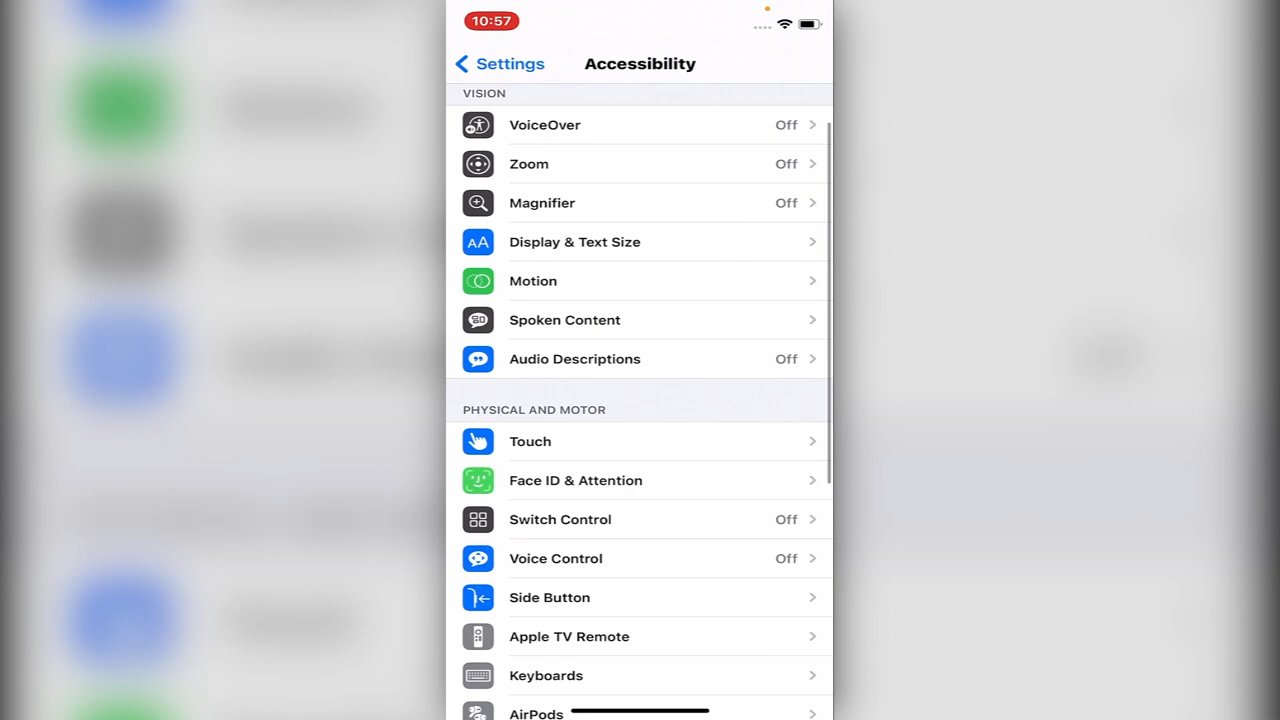 10:57
Settings
Accessibility
VISION
VoiceOver Off
Zoom Off
Magnifier Off
AA Display & Text Size
Motion
Spoken Content
Audio Descriptions Off
PHYSICAL AND MOTOR
Touch
Face ID & Attention
Switch Control Off
Voice Control Off
Side Button
Apple TV Remote
Keyboards
AirPods